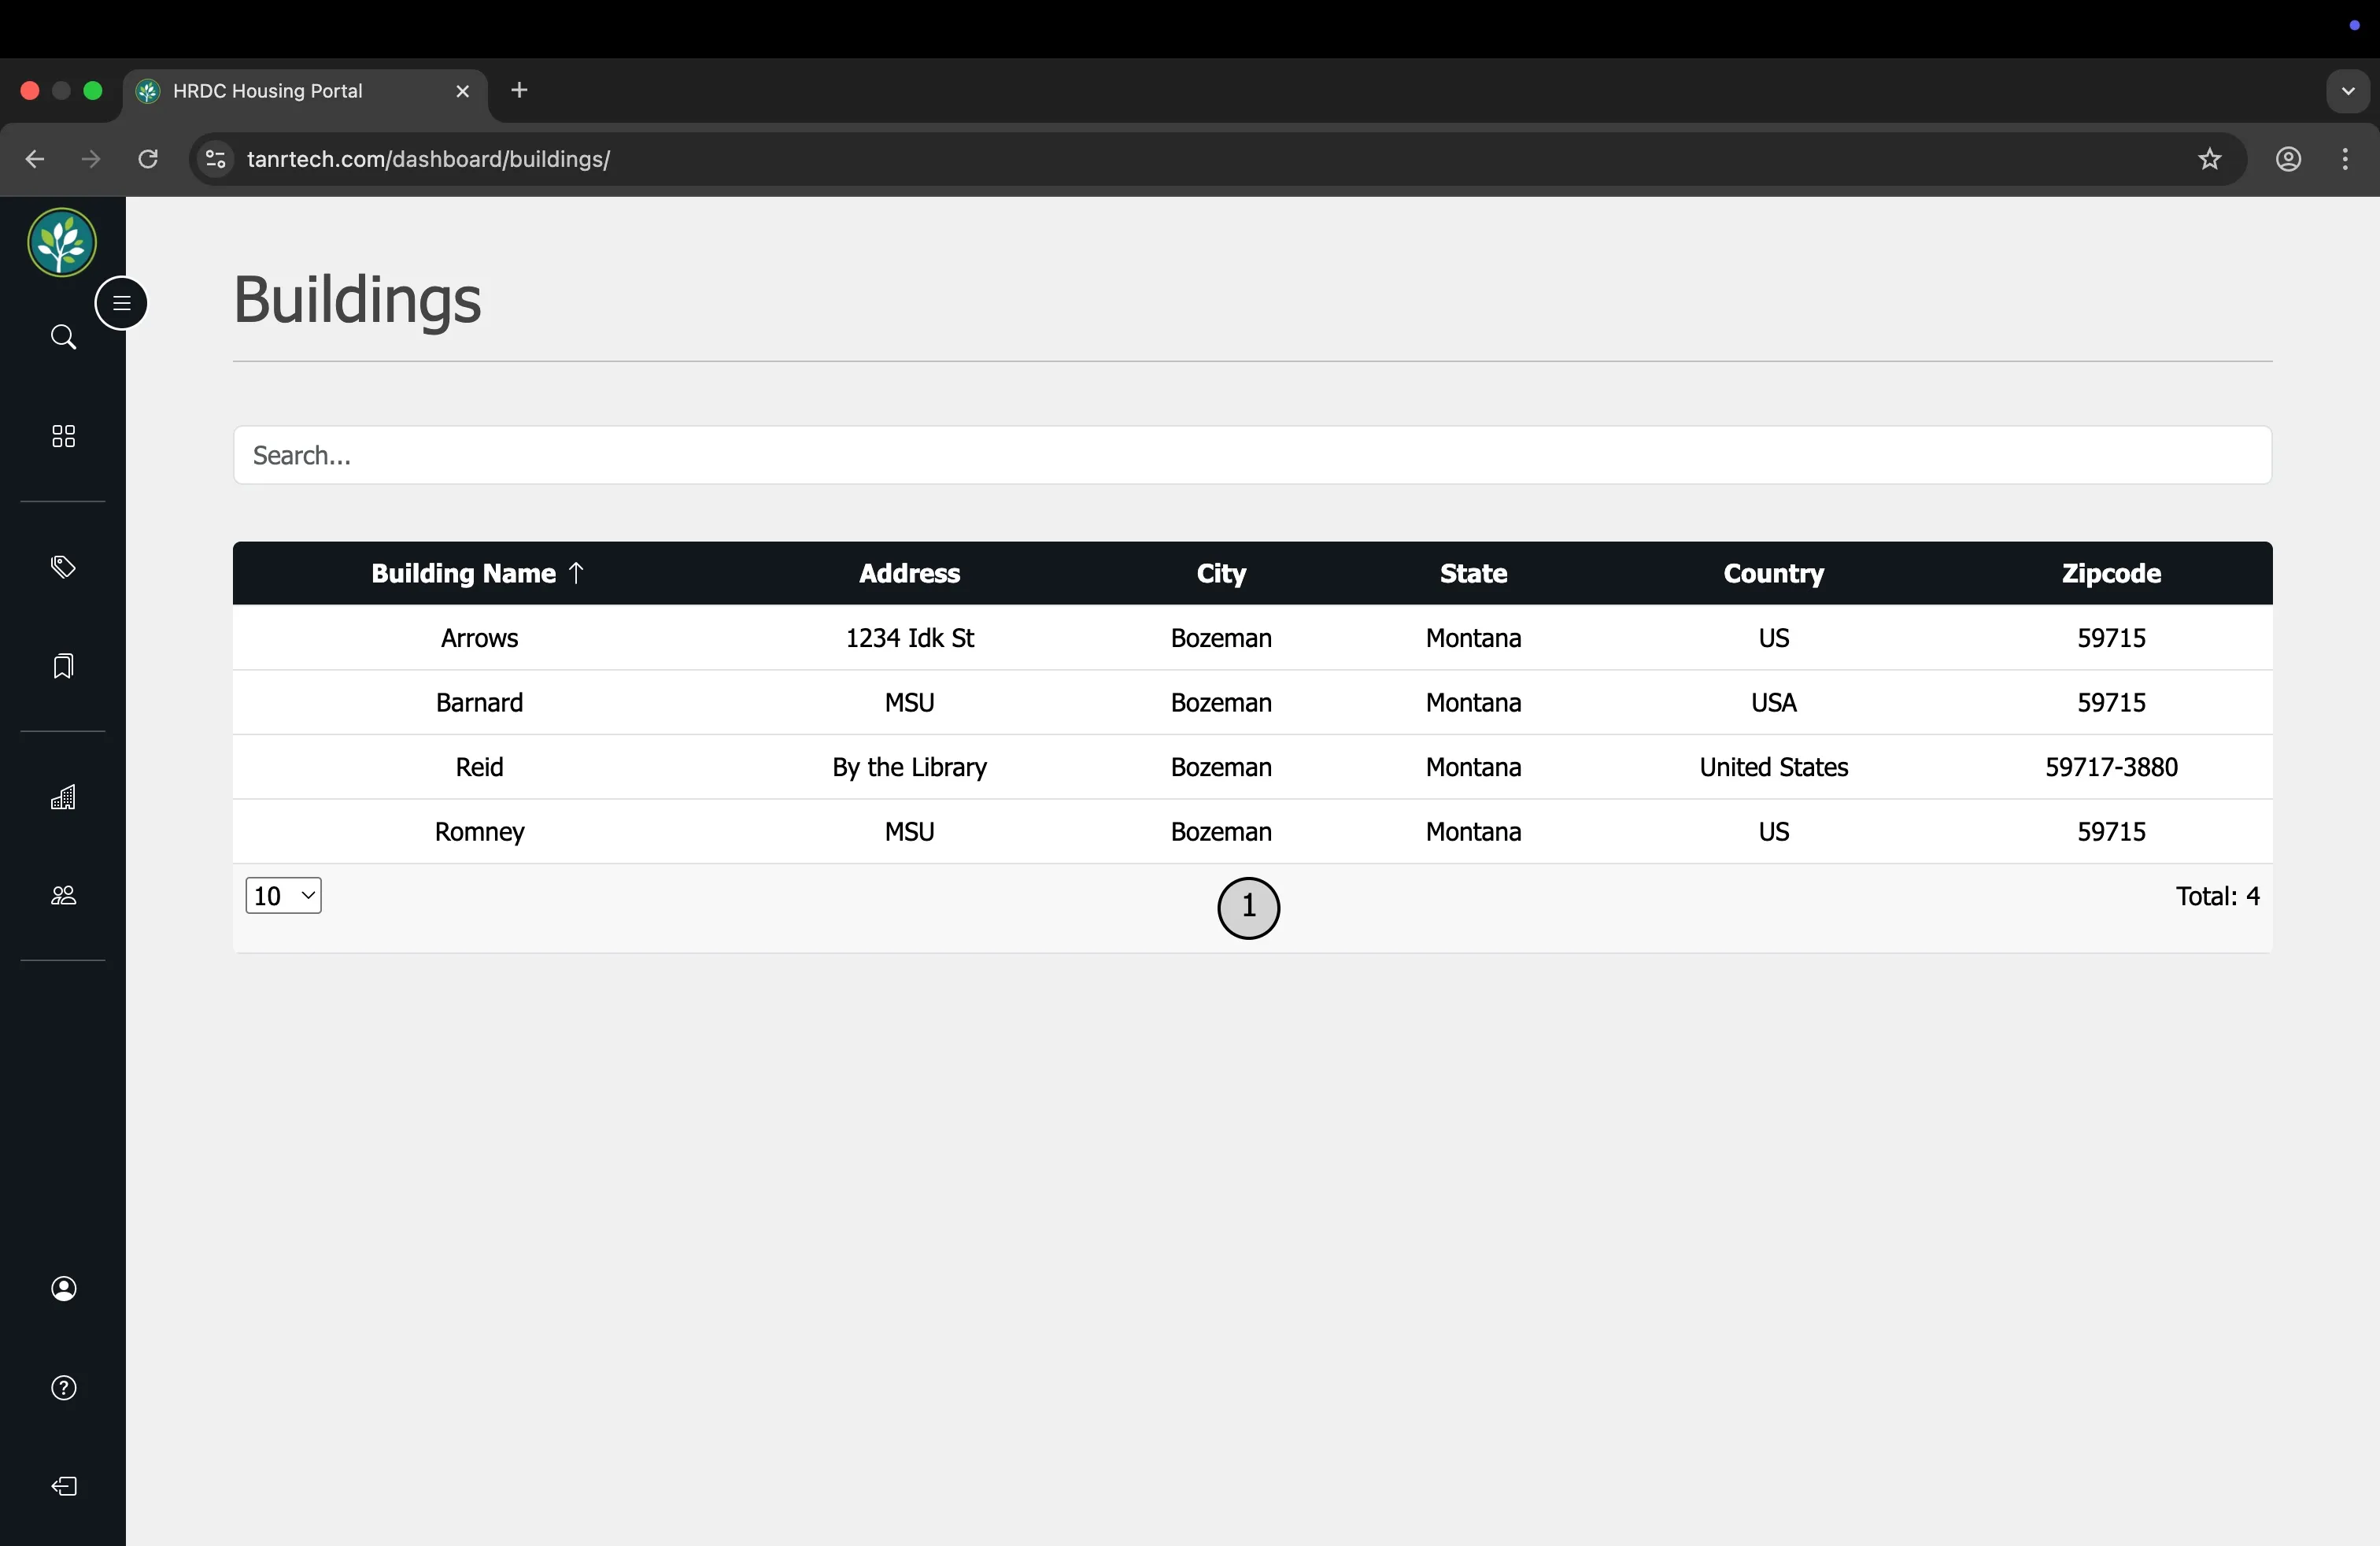 HRDC Housing Portal
tanrtech.com/dashboard/buildings/
Buildings
Search...
Building Name ↑ Address City State Country Zipcode
Arrows 1234 Idk St Bozeman Montana US 59715
Barnard MSU Bozeman Montana USA 59715
Reid By the Library Bozeman Montana United States 59717-3880
Romney MSU Bozeman Montana US 59715
10 1 Total: 4